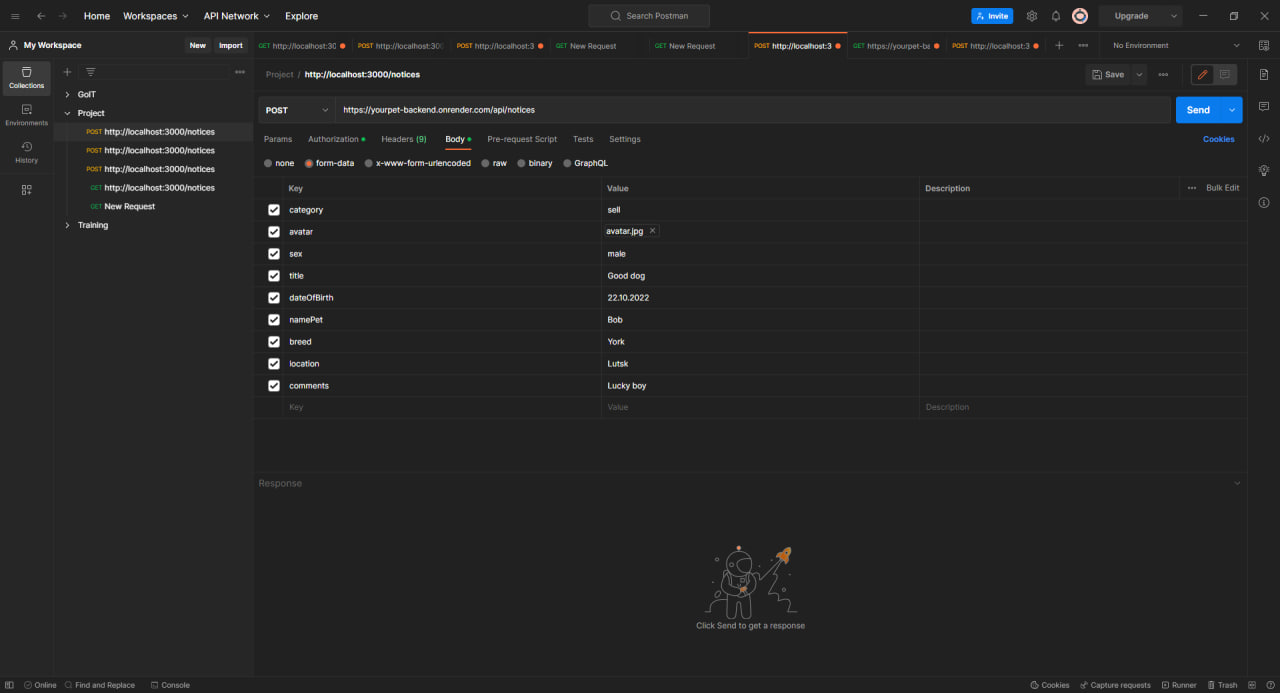 Home Workspaces API Network Explore Search Postman Invite Upgrade
My Workspace New Import GET http://localhost:30 POST http://localhost:300 POST http://localhost:3 GET New Request GET New Request POST http://localhost:3 GET https://yourpet-ba POST http://localhost:3 No Environment
Collections
Environments
History
GoIT
Project
POST http://localhost:3000/notices
POST http://localhost:3000/notices
POST http://localhost:3000/notices
GET http://localhost:3000/notices
GET New Request
Training
Project / http://localhost:3000/notices Save
POST https://yourpet-backend.onrender.com/api/notices Send
Params Authorization Headers (9) Body Pre-request Script Tests Settings Cookies
none form-data x-www-form-urlencoded raw binary GraphQL
Key Value Description Bulk Edit
category sell
avatar avatar.jpg
sex male
title Good dog
dateOfBirth 22.10.2022
namePet Bob
breed York
location Lutsk
comments Lucky boy
Key Value Description
Response
Click Send to get a response
Online Find and Replace Console Cookies Capture requests Runner Trash